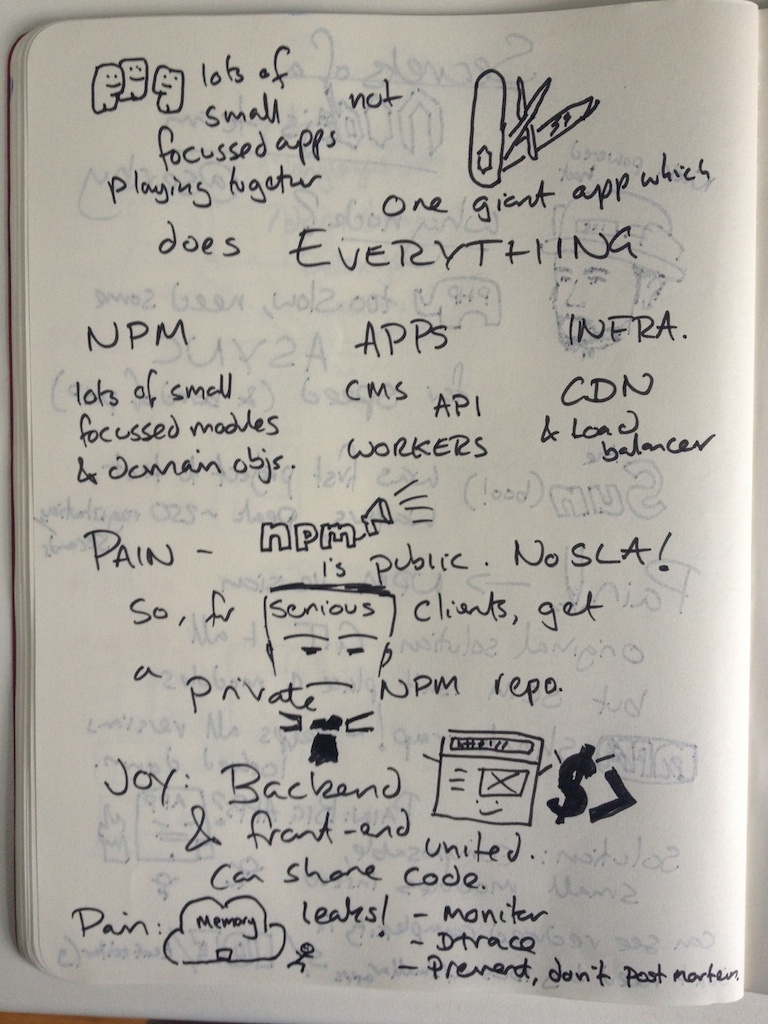 lots of
small not
focussed apps
playing together
one giant app which
does EVERYTHING
NPM APPS INFRA.
lots of small CMS API CDN
focussed modles & Load
& domain objs. WORKERS balancer
PAIN - npm
is public. No SLA!
So, fr serious clients, get
a private NPM repo.
JOY: Backend
& front-end
united.
Can share code.
Pain: Memory leaks! - monitor
- Dtrace
- Prevent, don't post mortem.